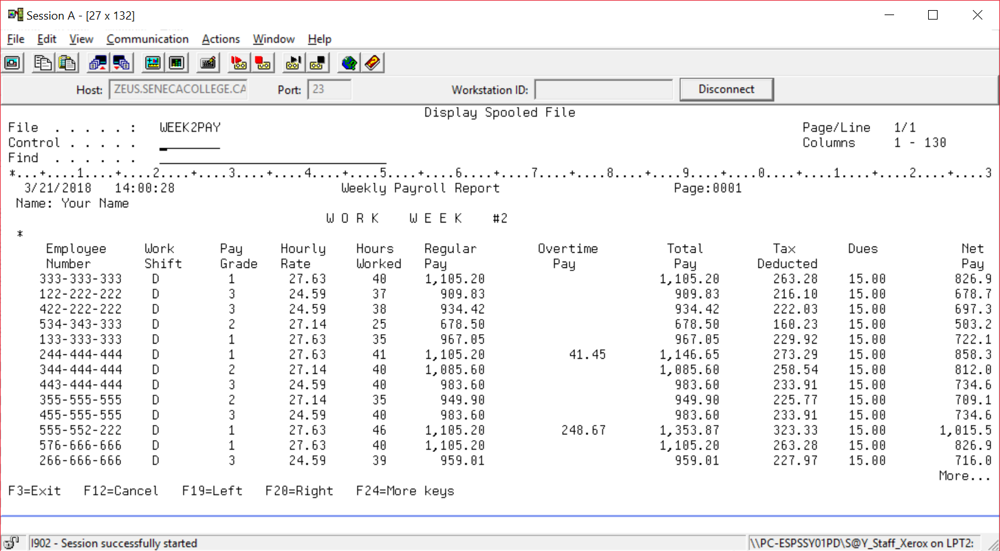 Session A - [27 x 132]
File Edit View Communication Actions Window Help
Host: ZEUS.SENECACOLLEGE.CA Port: 23 Workstation ID: Disconnect
Display Spooled File
File . . . . . : WEEK2PAY Page/Line 1/1
Control . . . . . Columns 1 - 130
Find . . . . . .
*...+....1....+....2....+....3....+....4....+....5....+....6....+....7....+....8....+....9....+....0....+....1....+....2....+....3
3/21/2018 14:00:28 Weekly Payroll Report Page:0001
Name: Your Name
W O R K W E E K #2
*
Employee Work Pay Hourly Hours Regular Overtime Total Tax Dues Net
Number Shift Grade Rate Worked Pay Pay Pay Deducted Pay
333-333-333 D 1 27.63 40 1,105.20 1,105.20 263.28 15.00 826.9
122-222-222 D 3 24.59 37 909.83 909.83 216.10 15.00 678.7
422-222-222 D 3 24.59 38 934.42 934.42 222.03 15.00 697.3
534-343-333 D 2 27.14 25 678.50 678.50 160.23 15.00 503.2
133-333-333 D 1 27.63 35 967.05 967.05 229.92 15.00 722.1
244-444-444 D 1 27.63 41 1,105.20 41.45 1,146.65 273.29 15.00 858.3
344-444-444 D 2 27.14 40 1,085.60 1,085.60 258.54 15.00 812.0
443-444-444 D 3 24.59 40 983.60 983.60 233.91 15.00 734.6
355-555-555 D 2 27.14 35 949.90 949.90 225.77 15.00 709.1
455-555-555 D 3 24.59 40 983.60 983.60 233.91 15.00 734.6
555-552-222 D 1 27.63 46 1,105.20 248.67 1,353.87 323.33 15.00 1,015.5
576-666-666 D 1 27.63 40 1,105.20 1,105.20 263.28 15.00 826.9
266-666-666 D 3 24.59 39 959.01 959.01 227.97 15.00 716.0
More...
F3=Exit F12=Cancel F19=Left F20=Right F24=More keys
I902 - Session successfully started \\PC-ESPSSY01PD\S@Y_Staff_Xerox on LPT2: